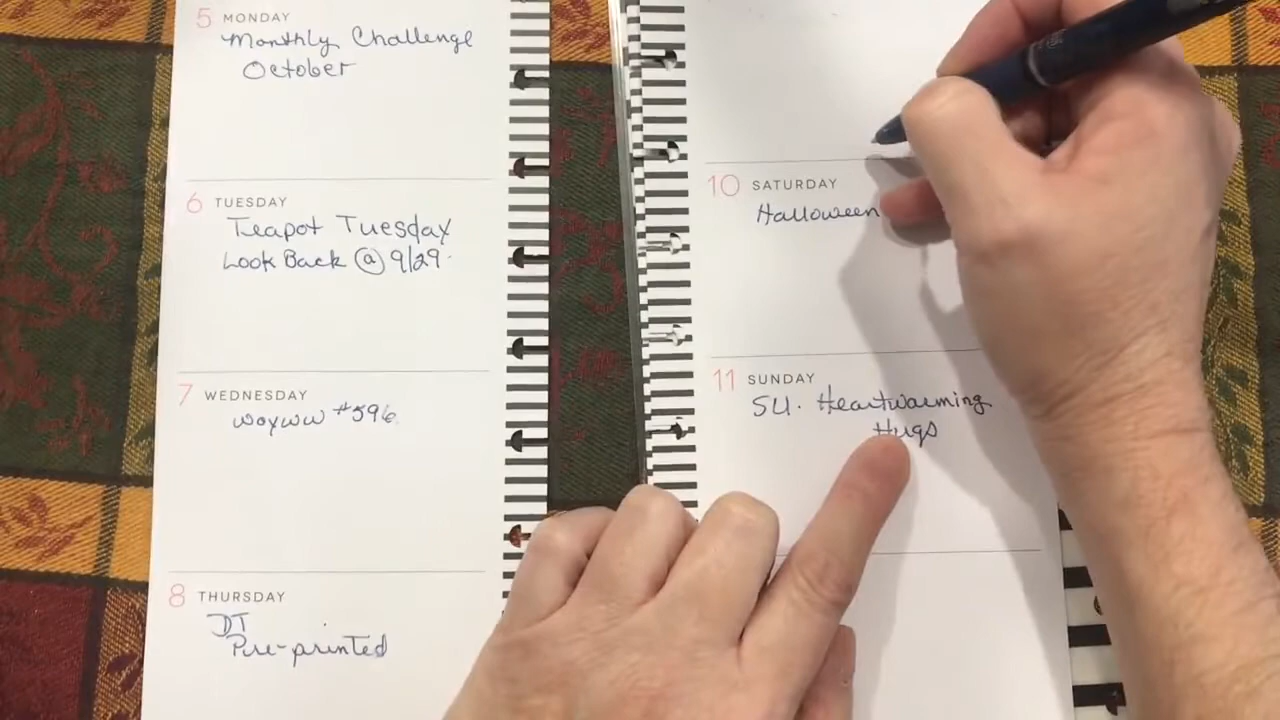 5 MONDAY
Monthly Challenge
October
6 TUESDAY
Teapot Tuesday
Look Back @ 9/29.
7 WEDNESDAY
woyww #596
8 THURSDAY
DT
Pre-printed
10 SATURDAY
Halloween
11 SUNDAY
SU. Heartwarming
Hugs